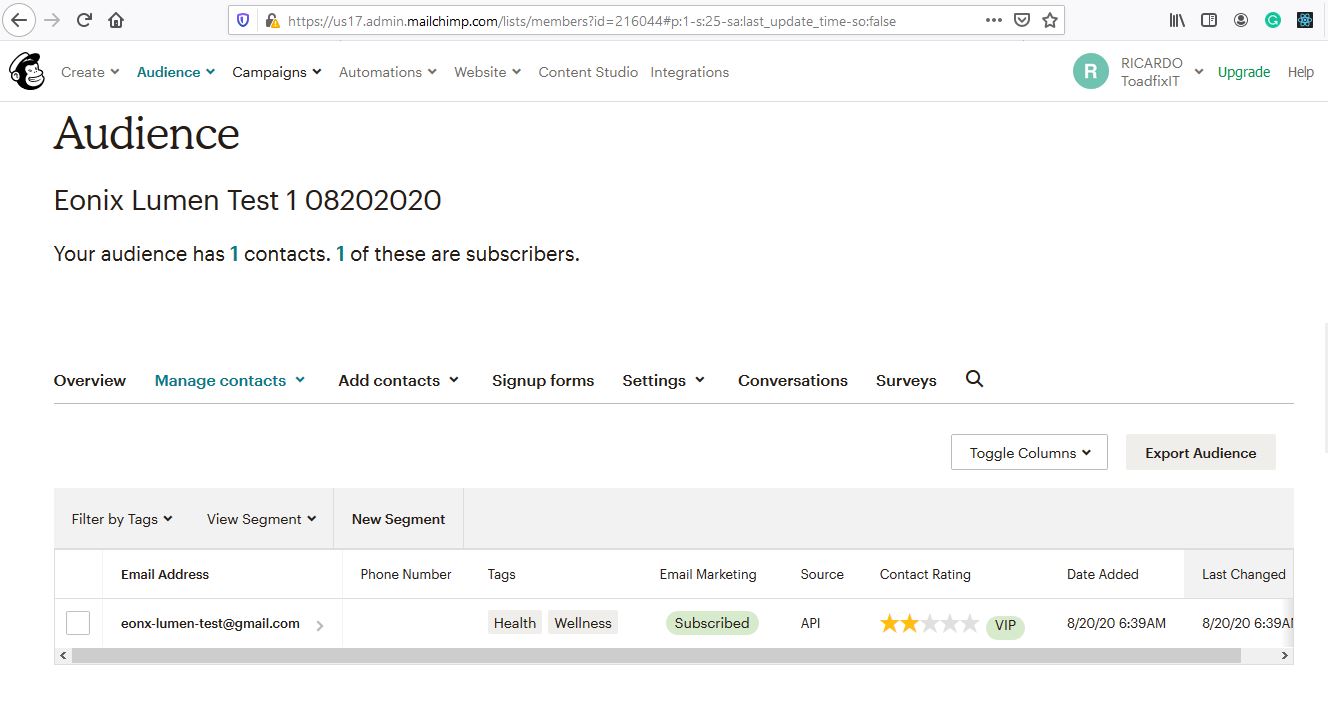 https://us17.admin.mailchimp.com/lists/members?id=216044#p:1-s:25-sa:last_update_time-so:false
Create Audience Campaigns Automations Website Content Studio Integrations
R RICARDO ToadfixIT Upgrade Help
Audience
Eonix Lumen Test 1 08202020
Your audience has 1 contacts. 1 of these are subscribers.
Overview Manage contacts Add contacts Signup forms Settings Conversations Surveys
Toggle Columns Export Audience
Filter by Tags View Segment New Segment
Email Address Phone Number Tags Email Marketing Source Contact Rating Date Added Last Changed
eonx-lumen-test@gmail.com Health Wellness Subscribed API VIP 8/20/20 6:39AM 8/20/20 6:39AM